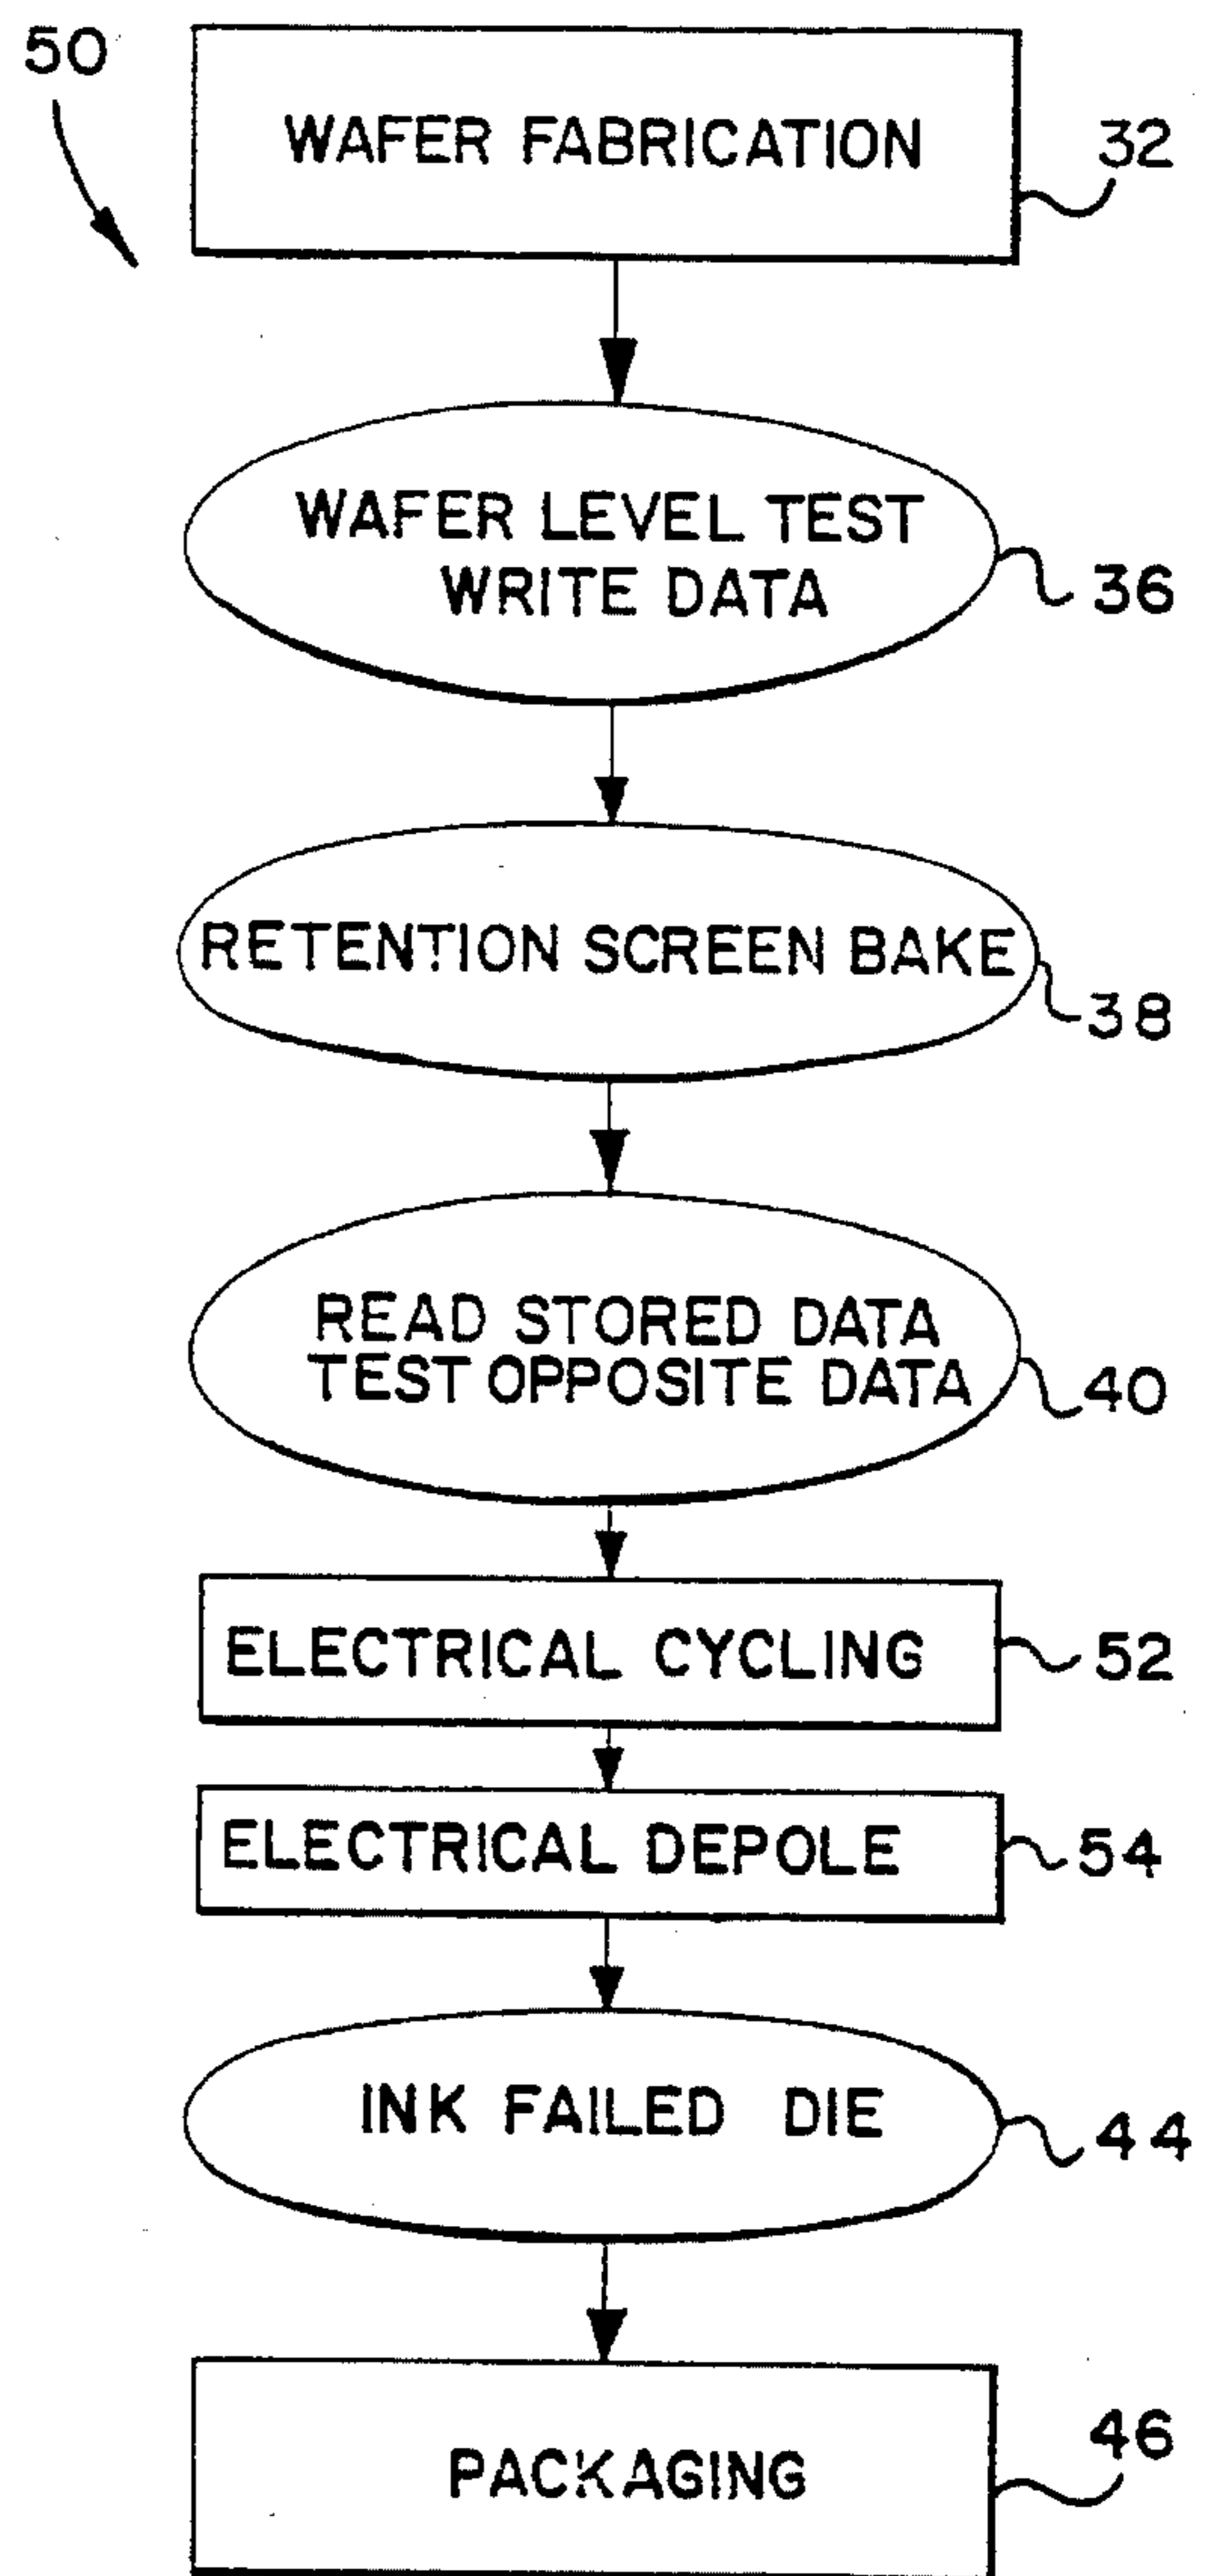 50
WAFER FABRICATION
32
WAFER LEVEL TEST
WRITE DATA
36
RETENTION SCREEN BAKE
38
READ STORED DATA
TEST OPPOSITE DATA
40
ELECTRICAL CYCLING
52
ELECTRICAL DEPOLE
54
INK FAILED DIE
44
PACKAGING
46